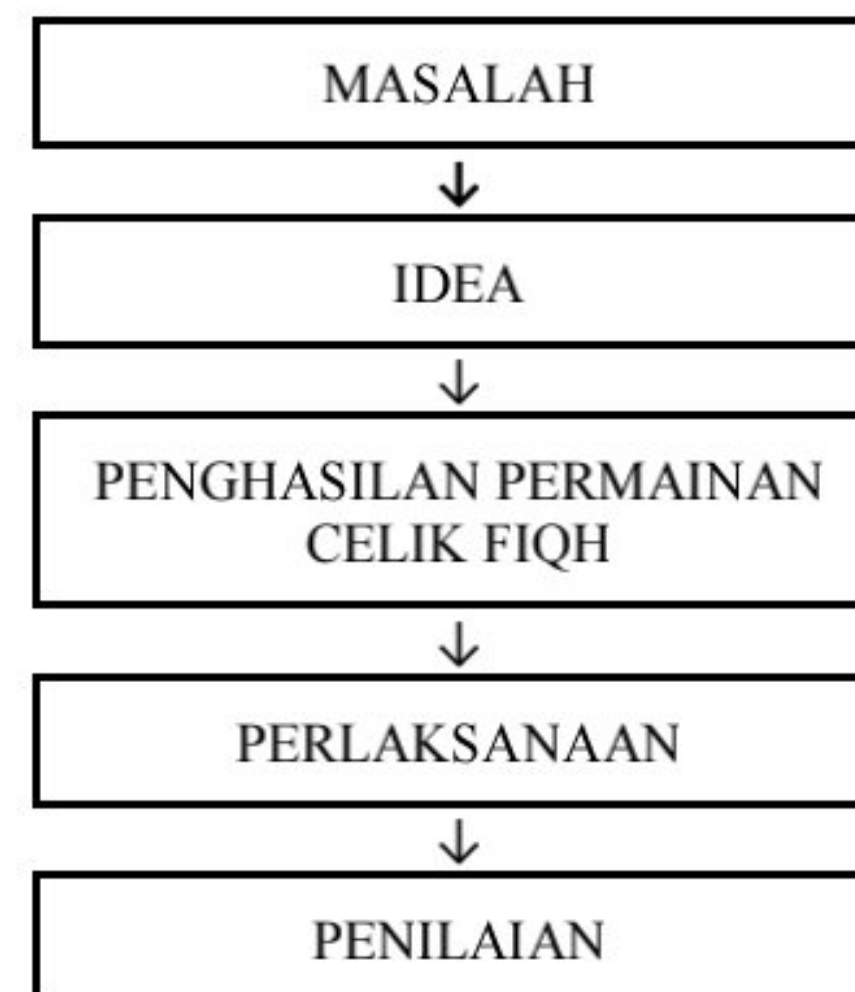 MASALAH
IDEA
PENGHASILAN PERMAINAN
CELIK FIQH
PERLAKSANAAN
PENILAIAN